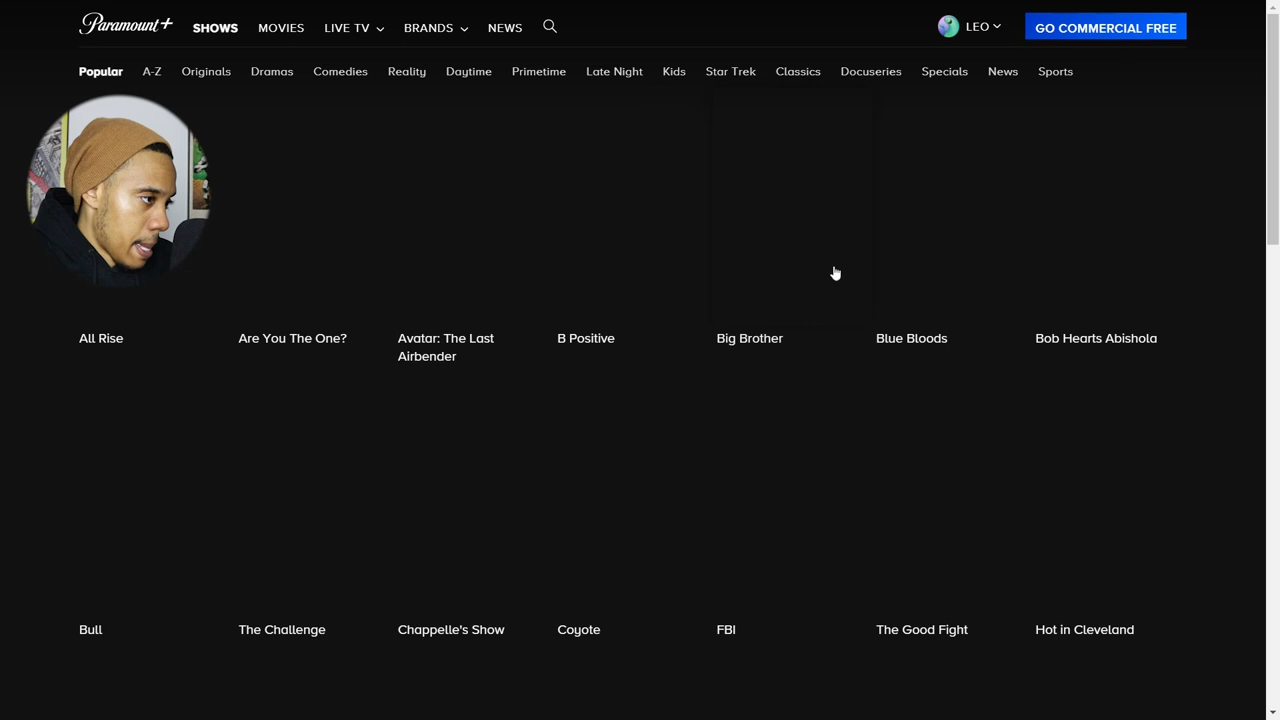 Paramount+ SHOWS MOVIES LIVE TV BRANDS NEWS LEO GO COMMERCIAL FREE
Popular A-Z Originals Dramas Comedies Reality Daytime Primetime Late Night Kids Star Trek Classics Docuseries Specials News Sports
All Rise
Are You The One?
Avatar: The Last
Airbender
B Positive
Big Brother
Blue Bloods
Bob Hearts Abishola
Bull
The Challenge
Chappelle's Show
Coyote
FBI
The Good Fight
Hot in Cleveland